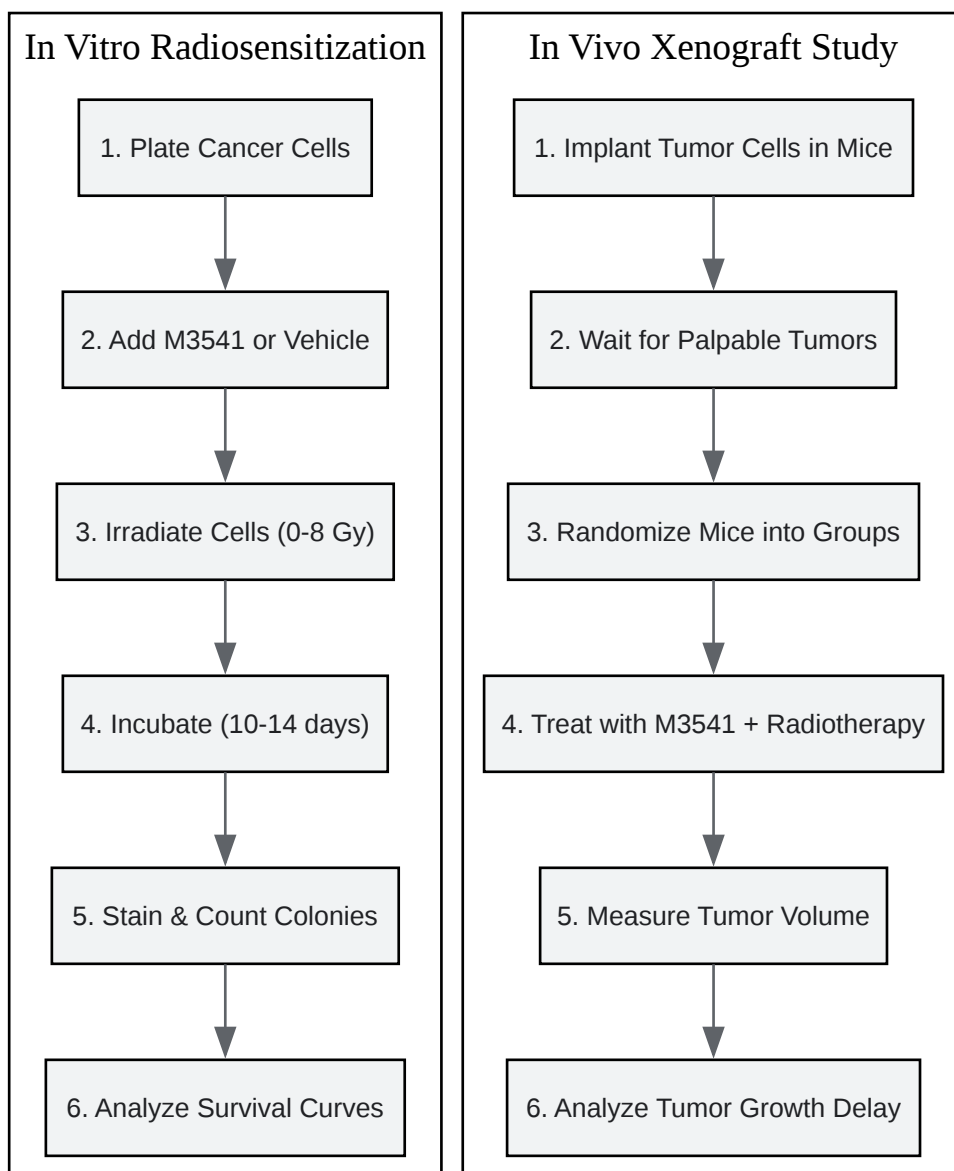 In Vitro Radiosensitization
1. Plate Cancer Cells
2. Add M3541 or Vehicle
3. Irradiate Cells (0-8 Gy)
4. Incubate (10-14 days)
5. Stain & Count Colonies
6. Analyze Survival Curves
In Vivo Xenograft Study
1. Implant Tumor Cells in Mice
2. Wait for Palpable Tumors
3. Randomize Mice into Groups
4. Treat with M3541 + Radiotherapy
5. Measure Tumor Volume
6. Analyze Tumor Growth Delay